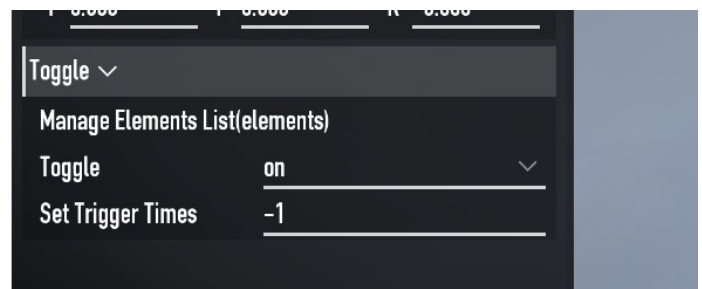 Toggle
Manage Elements List(elements)
Toggle on
Set Trigger Times -1